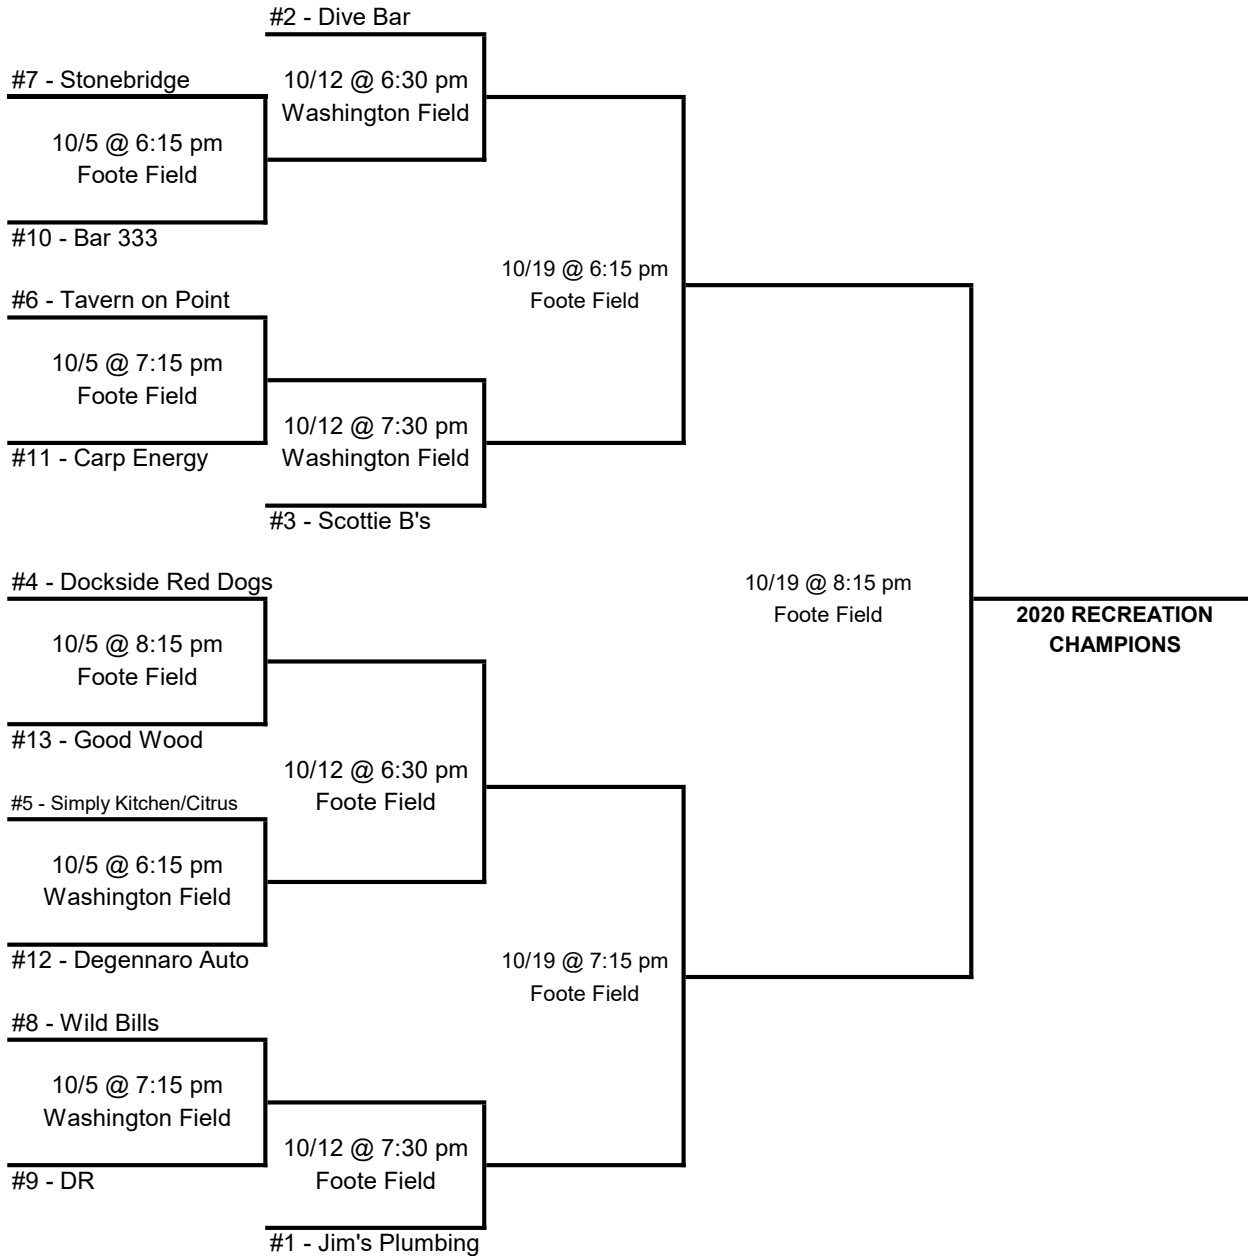 #2 - Dive Bar
#7 - Stonebridge
10/12 @ 6:30 pm
Washington Field
10/5 @ 6:15 pm
Foote Field
#10 - Bar 333
10/19 @ 6:15 pm
Foote Field
#6 - Tavern on Point
10/5 @ 7:15 pm
Foote Field
10/12 @ 7:30 pm
Washington Field
#11 - Carp Energy
#3 - Scottie B's
#4 - Dockside Red Dogs
10/19 @ 8:15 pm
Foote Field
2020 RECREATION
CHAMPIONS
10/5 @ 8:15 pm
Foote Field
#13 - Good Wood
10/12 @ 6:30 pm
Foote Field
#5 - Simply Kitchen/Citrus
10/5 @ 6:15 pm
Washington Field
#12 - Degennaro Auto
10/19 @ 7:15 pm
Foote Field
#8 - Wild Bills
10/5 @ 7:15 pm
Washington Field
10/12 @ 7:30 pm
Foote Field
#9 - DR
#1 - Jim's Plumbing